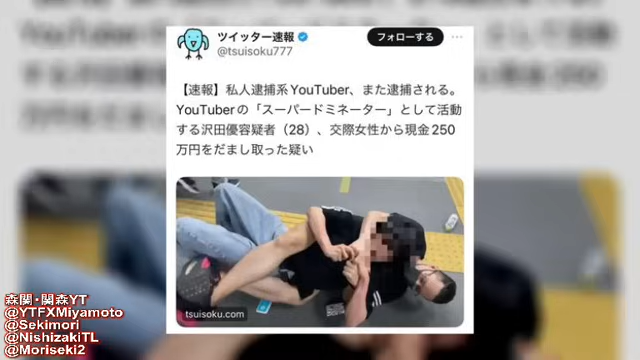 ツイッター速報
@tsuisoku777
フォローする
【速報】私人逮捕系YouTuber、また逮捕される。
YouTuberの「スーパードミネーター」として活動
する沢田優容疑者（28）、交際女性から現金250
万円をだまし取った疑い
tsuisoku.com
森関・関森YT
@YTFXMiyamoto
@Sekimori
@NishizakiTL
@Moriseki2